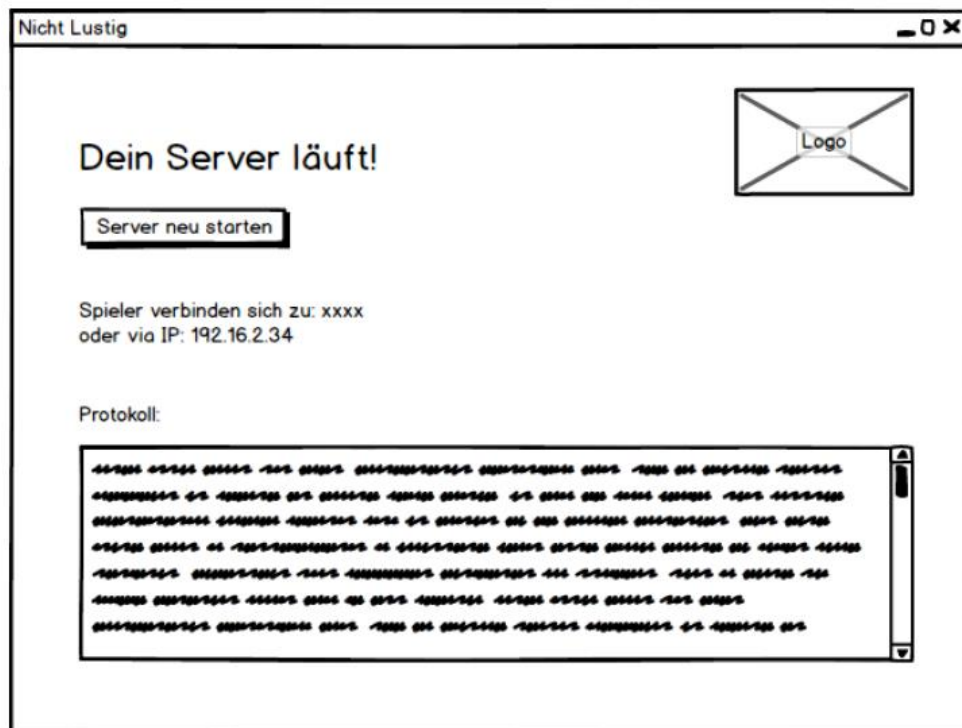 Nicht Lustig
Logo
Dein Server läuft!
Server neu starten
Spieler verbinden sich zu: xxxx
oder via IP: 192.16.2.34
Protokoll: